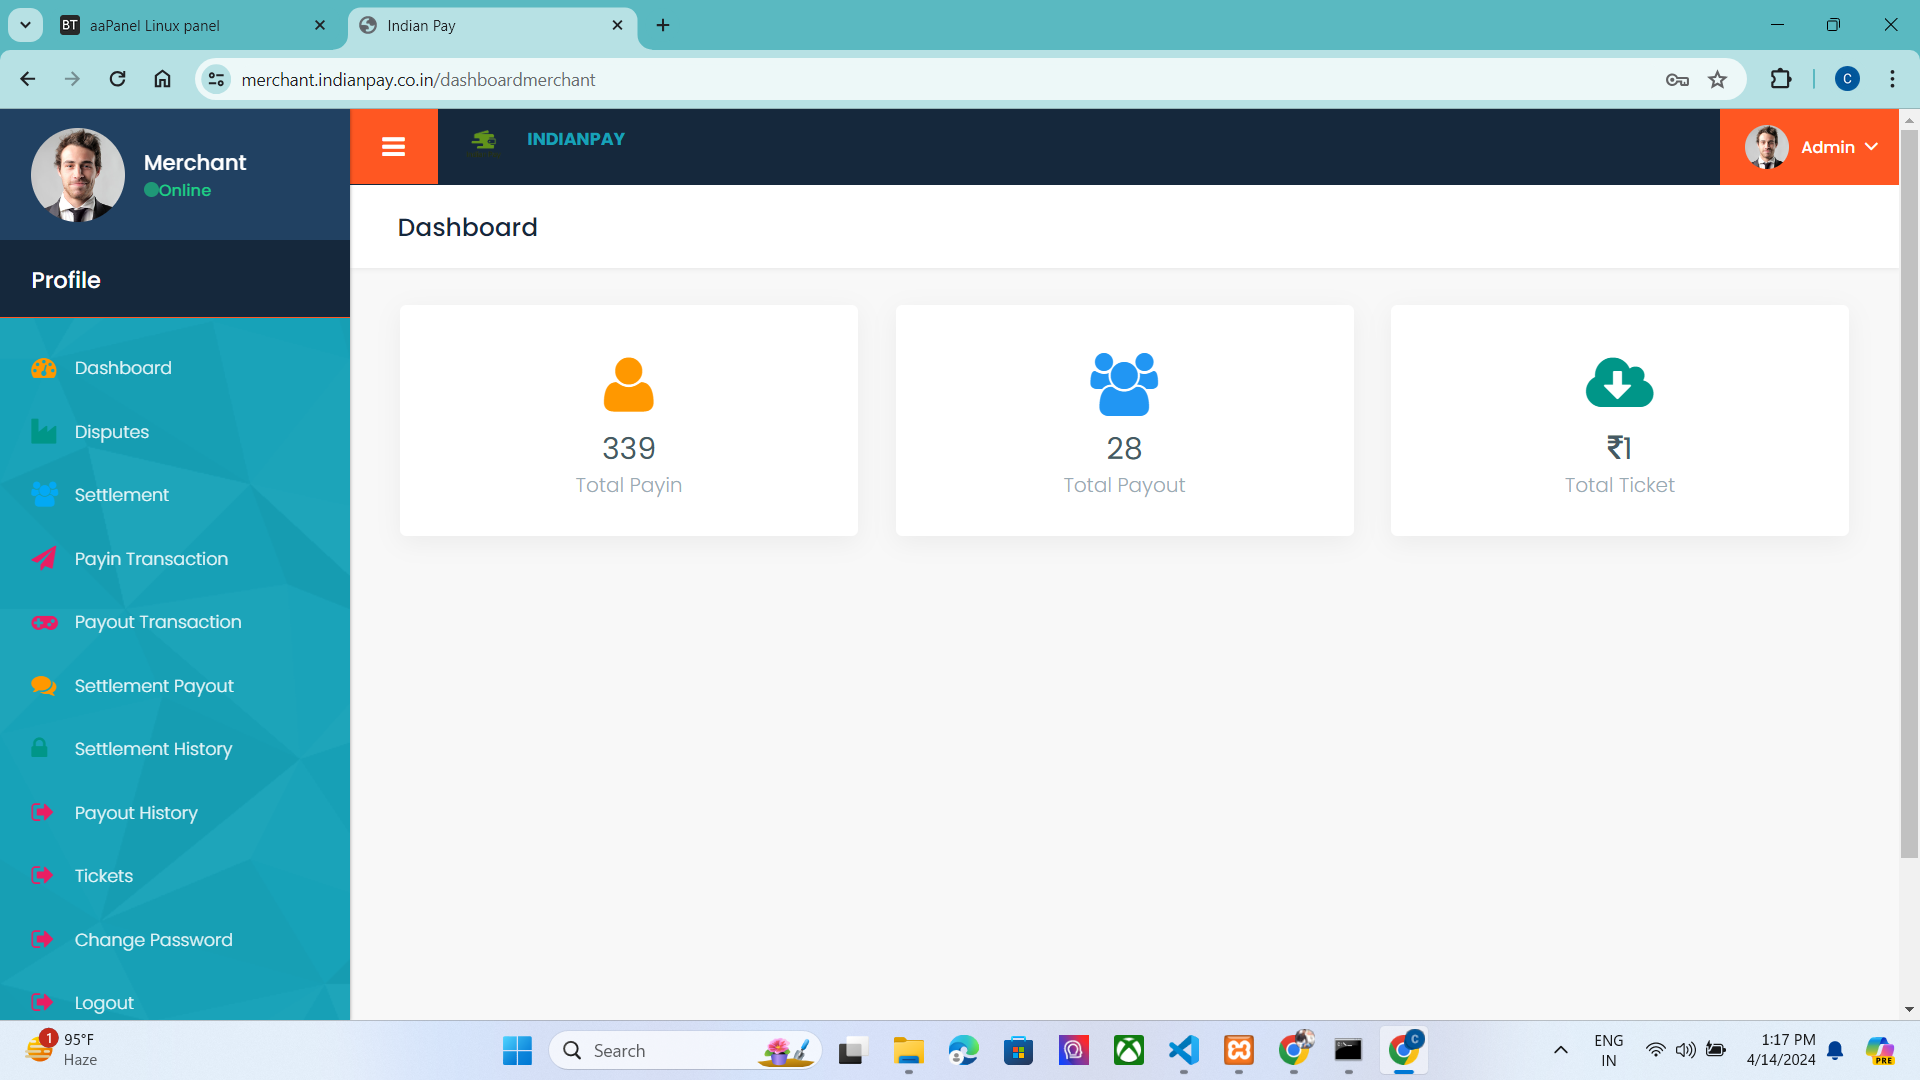 BT aaPanel Linux panel
Indian Pay
merchant.indianpay.co.in/dashboardmerchant
C
Merchant
Online
INDIANPAY
Admin
Profile
Dashboard
Dashboard
Disputes
Settlement
Payin Transaction
Payout Transaction
Settlement Payout
Settlement History
Payout History
Tickets
Change Password
Logout
339
Total Payin
28
Total Payout
₹1
Total Ticket
1
95°F
Haze
Search
C
ENG
IN
1:17 PM
4/14/2024
PRE